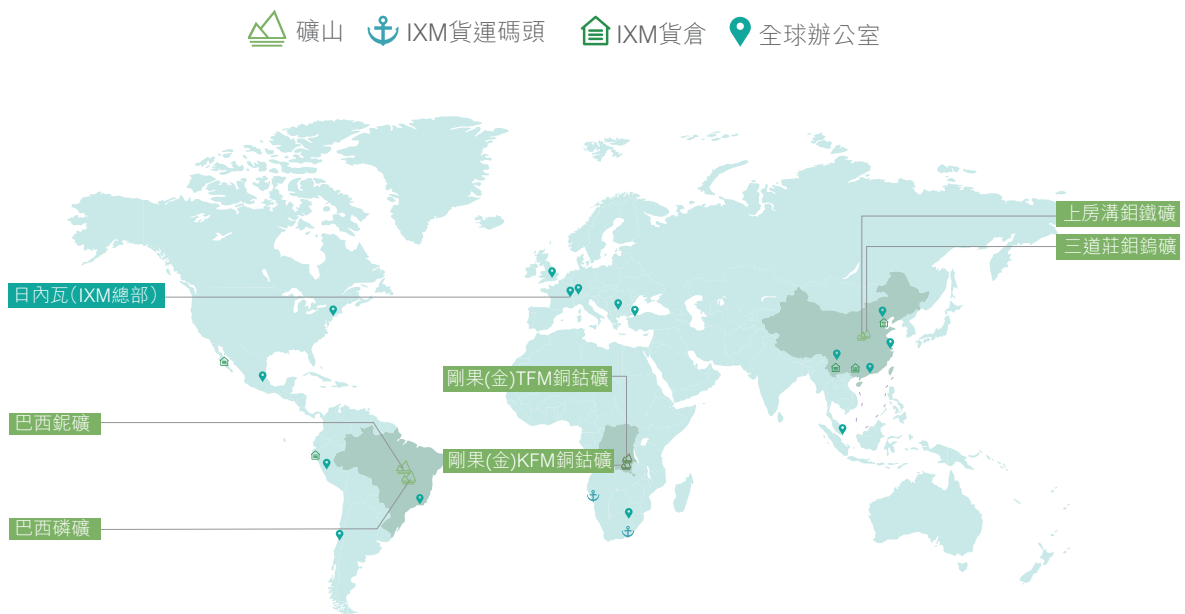 礦山 IXM貨運碼頭 IXM貨倉 全球辦公室
上房溝鉬鐵礦
三道莊鉬鎢礦
日內瓦(IXM總部)
剛果(金)TFM銅鈷礦
巴西鈮礦
剛果(金)KFM銅鈷礦
巴西磷礦